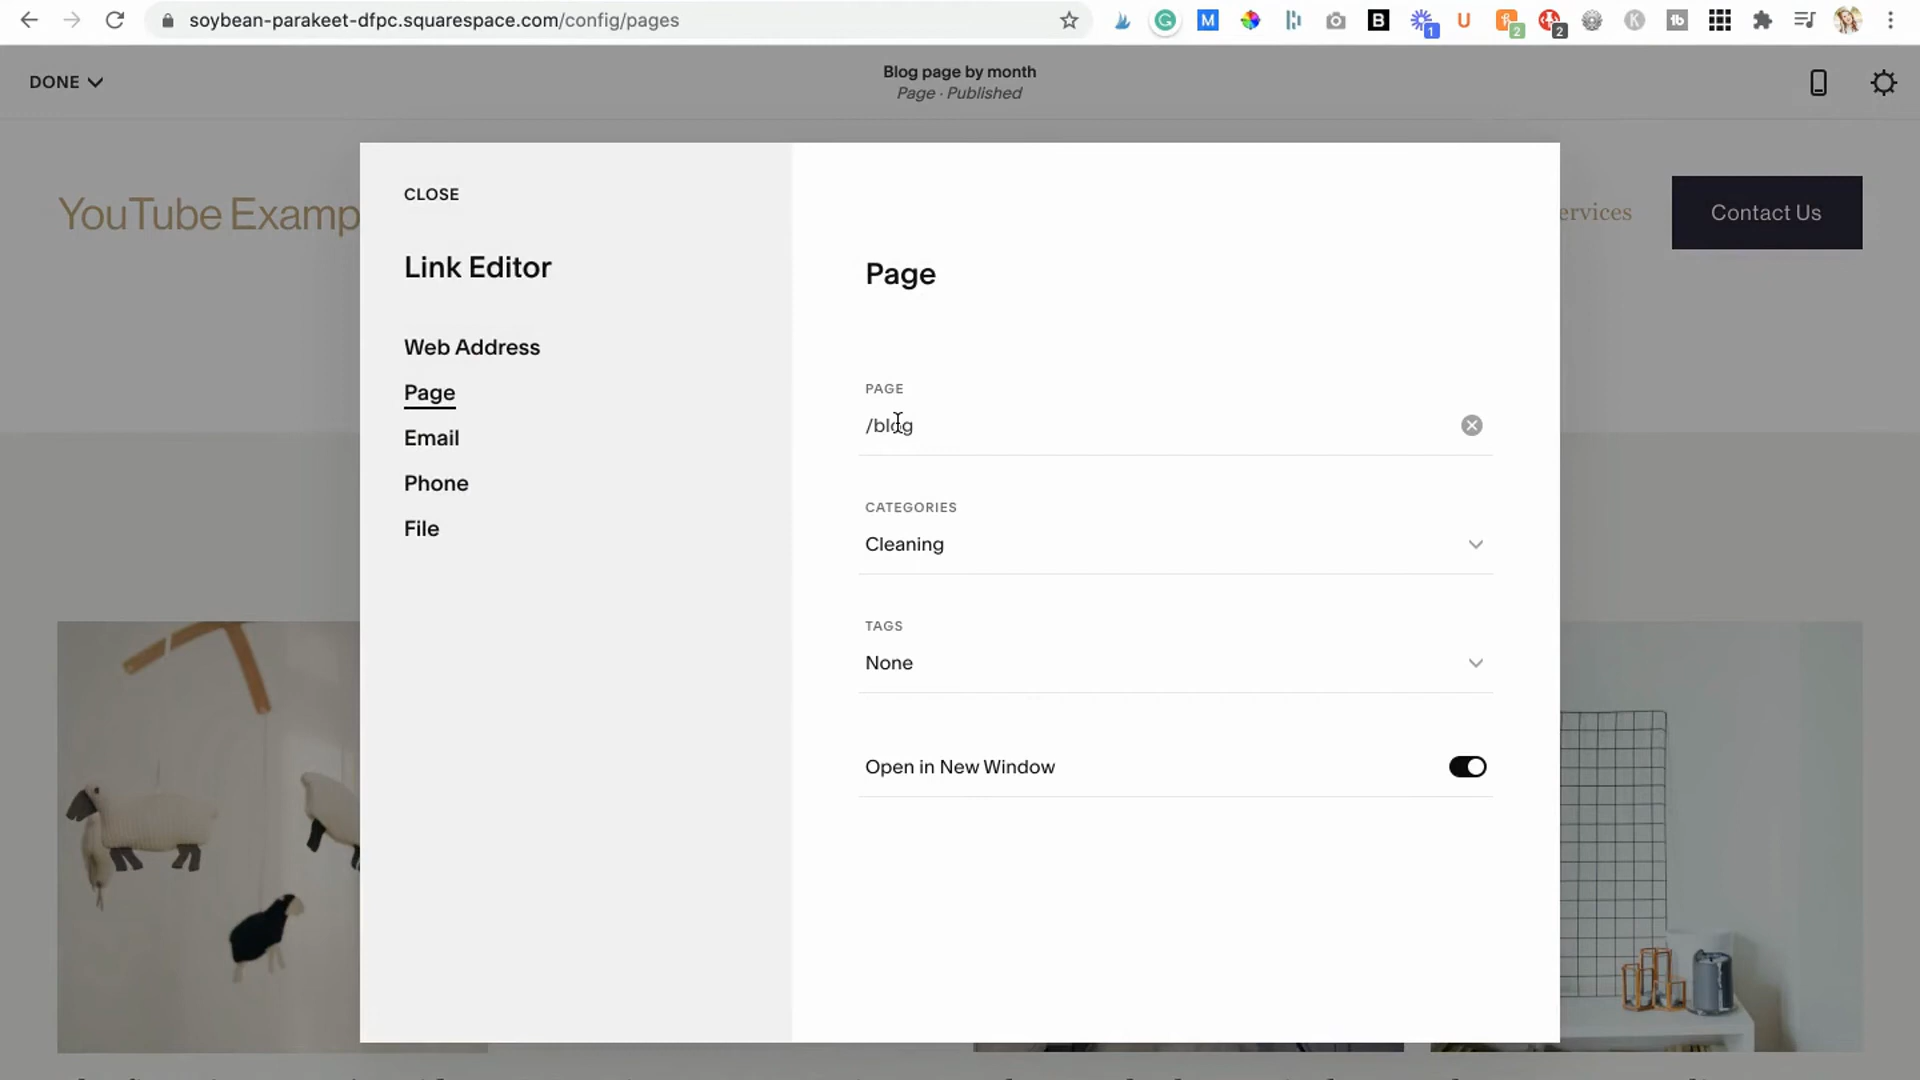 soybean-parakeet-dfpc.squarespace.com/config/pages
DONE
Blog page by month
Page · Published
YouTube Examp
ervices
Contact Us
CLOSE
Link Editor
Web Address
Page
Email
Phone
File
Page
PAGE
/blog
CATEGORIES
Cleaning
TAGS
None
Open in New Window